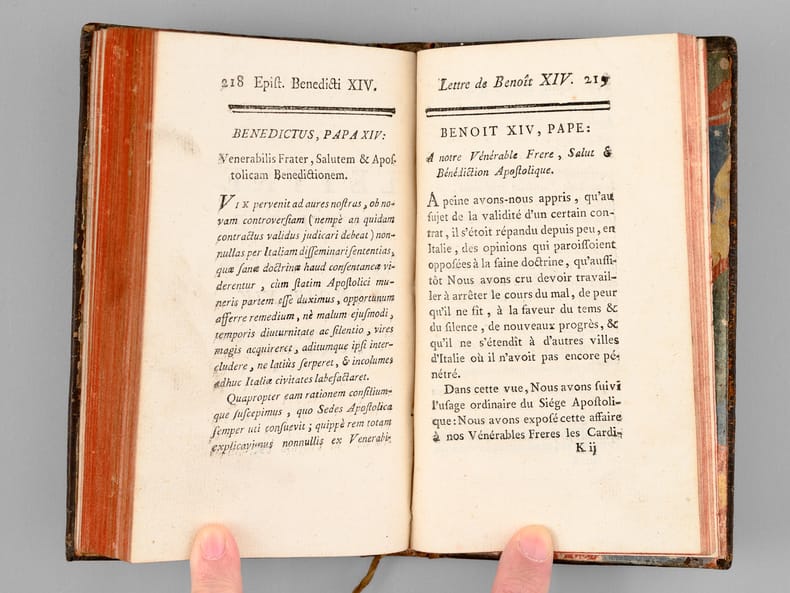 218 Epiſt. Benedicti XIV.
BENEDICTUS, PAPA XIV:
Venerabilis Frater, Salutem & Apoſ-
tolicam Benedictionem.
VIX pervenit ad aures noſtras, ob no-
vam controverſiam (nempè an quidam
contractus validus judicari debeat) non-
nullas per Italiam diſſeminari ſententias,
quæ ſanæ doctrinæ haud conſentaneæ vi-
derentur, cùm ſtatim Apoſtolici mu-
neris partem eſſe duximus, opportunum
afferre remedium, nè malum ejuſmodi,
temporis diuturnitate ac ſilentio, vires
magis acquireret, aditumque ipſi inter-
cludere, ne latiùs ſerperet, & incolumes
adhuc Italiæ civitates labefactaret.
Quapropter eam rationem conſilium-
que ſuſcepimus, quo Sedes Apoſtolica
ſemper uti conſuevit; quippè rem totam
explicavimus nonnullis ex Venerabi-
Lettre de Benoît XIV. 219
BENOIT XIV, PAPE:
A notre Vénérable Frere, Salut &
Bénédiction Apoſtolique.
A peine avons-nous appris, qu'au
ſujet de la validité d'un certain con-
trat, il s'étoit répandu depuis peu, en
Italie, des opinions qui paroiſſoient
oppoſées à la ſaine doctrine, qu'auſſi-
tôt Nous avons cru devoir travail-
ler à arrêter le cours du mal, de peur
qu'il ne fît, à la faveur du tems &
du ſilence, de nouveaux progrès, &
qu'il ne s'étendît à d'autres villes
d'Italie où il n'avoit pas encore pé-
nétré.
Dans cette vue, Nous avons ſuivi
l'uſage ordinaire du Siége Apoſtoli-
que: Nous avons expoſé cette affaire
à nos Vénérables Freres les Cardi-
K ij